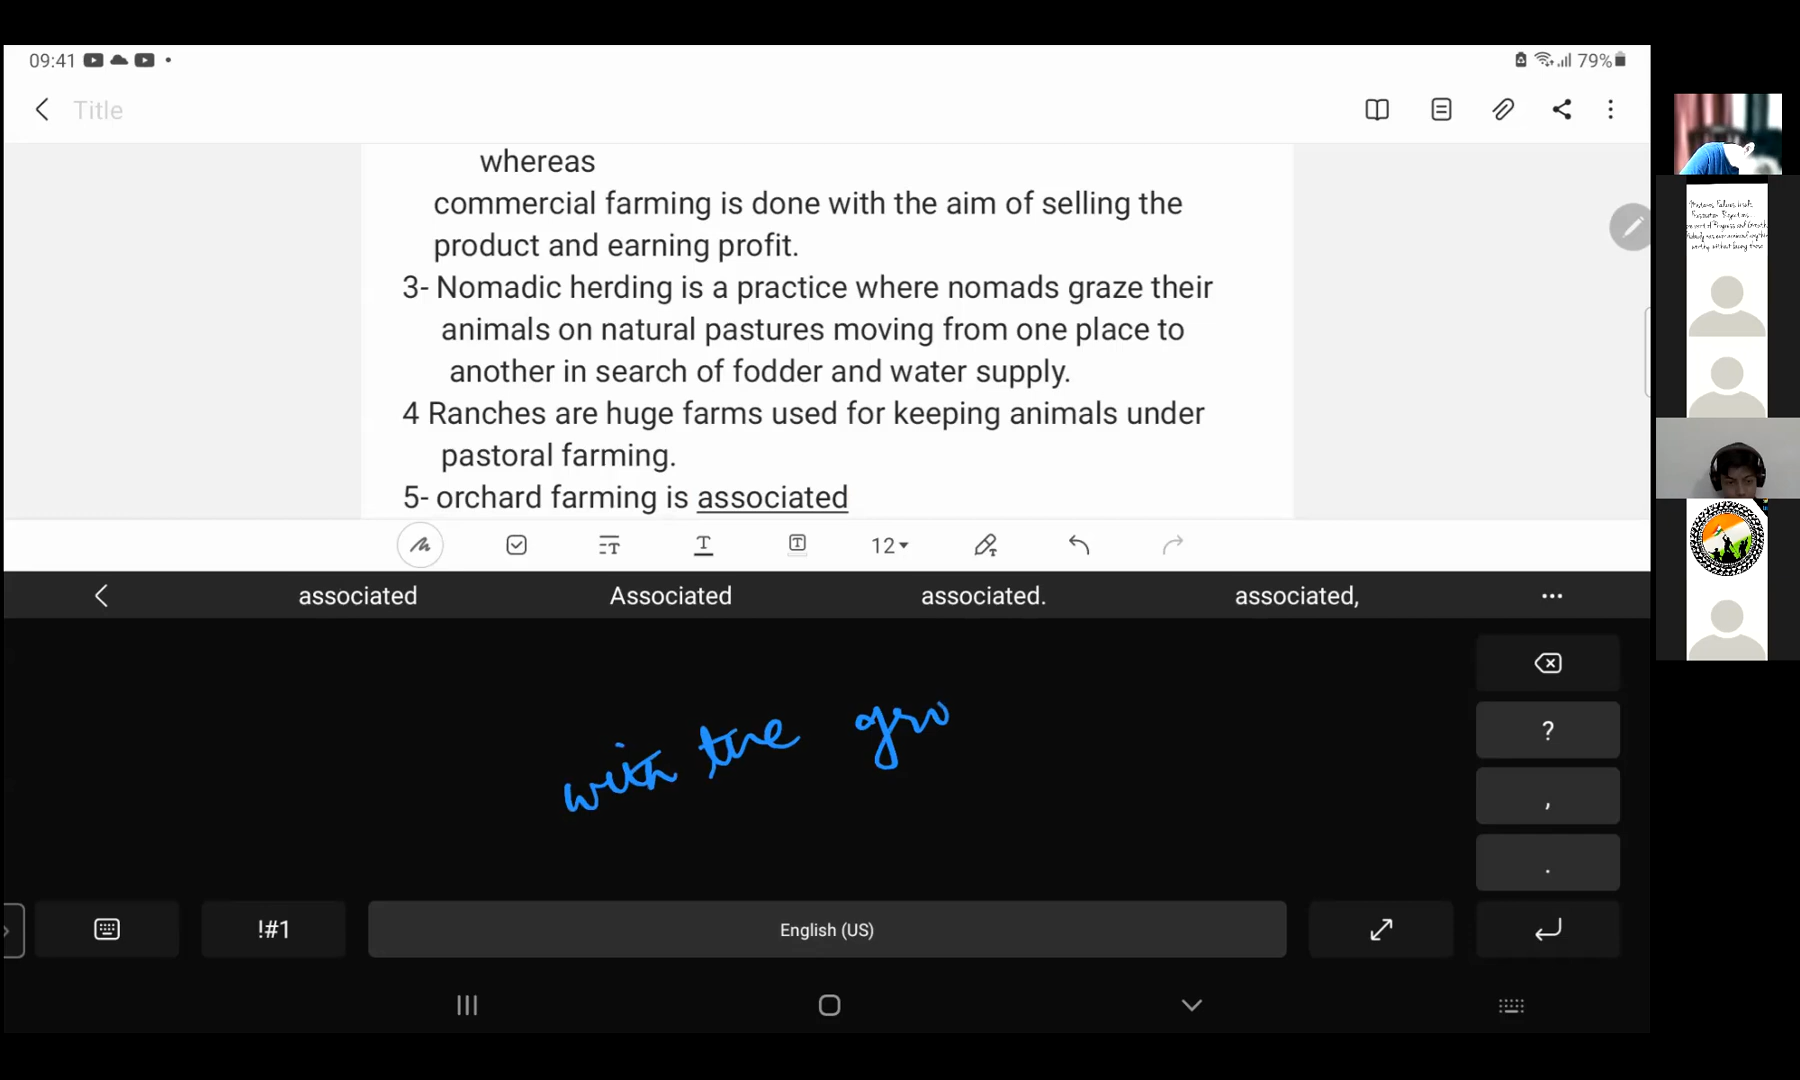 09:41
79%
Title
whereas
commercial farming is done with the aim of selling the
product and earning profit.
3- Nomadic herding is a practice where nomads graze their
animals on natural pastures moving from one place to
another in search of fodder and water supply.
4 Ranches are huge farms used for keeping animals under
pastoral farming.
5- orchard farming is associated
12
associated Associated associated. associated,
with the gro
?
,
.
!#1
English (US)